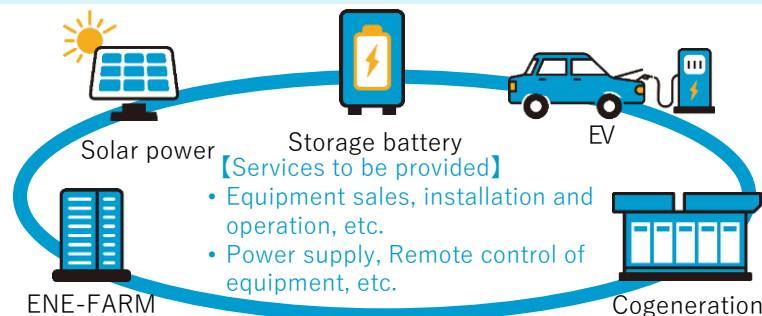 Solar power
Storage battery
EV
【Services to be provided】
• Equipment sales, installation and
operation, etc.
• Power supply, Remote control of
equipment, etc.
ENE-FARM
Cogeneration